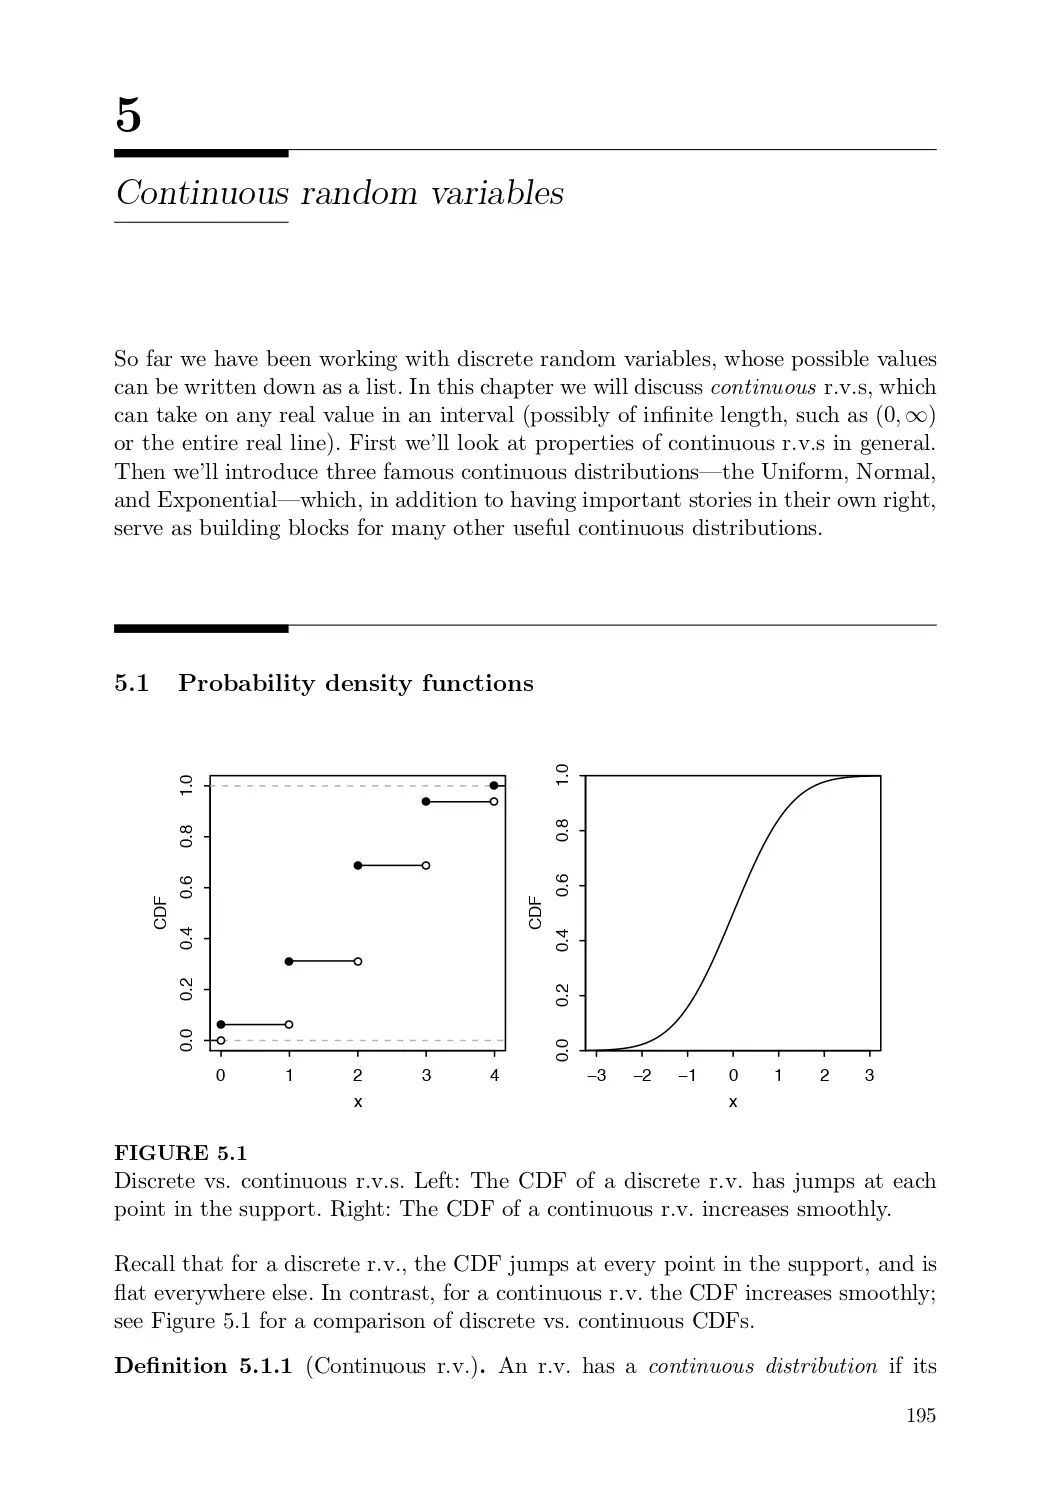 5
Continuous random variables
So far we have been working with discrete random variables, whose possible values
can be written down as a list. In this chapter we will discuss continuous r.v.s, which
can take on any real value in an interval (possibly of infinite length, such as (0, ∞)
or the entire real line). First we’ll look at properties of continuous r.v.s in general.
Then we’ll introduce three famous continuous distributions—the Uniform, Normal,
and Exponential—which, in addition to having important stories in their own right,
serve as building blocks for many other useful continuous distributions.
5.1 Probability density functions
CDF
1.0
0.8
0.6
0.4
0.2
0.0
0 1 2 3 4
x
CDF
1.0
0.8
0.6
0.4
0.2
0.0
−3 −2 −1 0 1 2 3
x
FIGURE 5.1
Discrete vs. continuous r.v.s. Left: The CDF of a discrete r.v. has jumps at each
point in the support. Right: The CDF of a continuous r.v. increases smoothly.
Recall that for a discrete r.v., the CDF jumps at every point in the support, and is
flat everywhere else. In contrast, for a continuous r.v. the CDF increases smoothly;
see Figure 5.1 for a comparison of discrete vs. continuous CDFs.
Definition 5.1.1 (Continuous r.v.). An r.v. has a continuous distribution if its
195